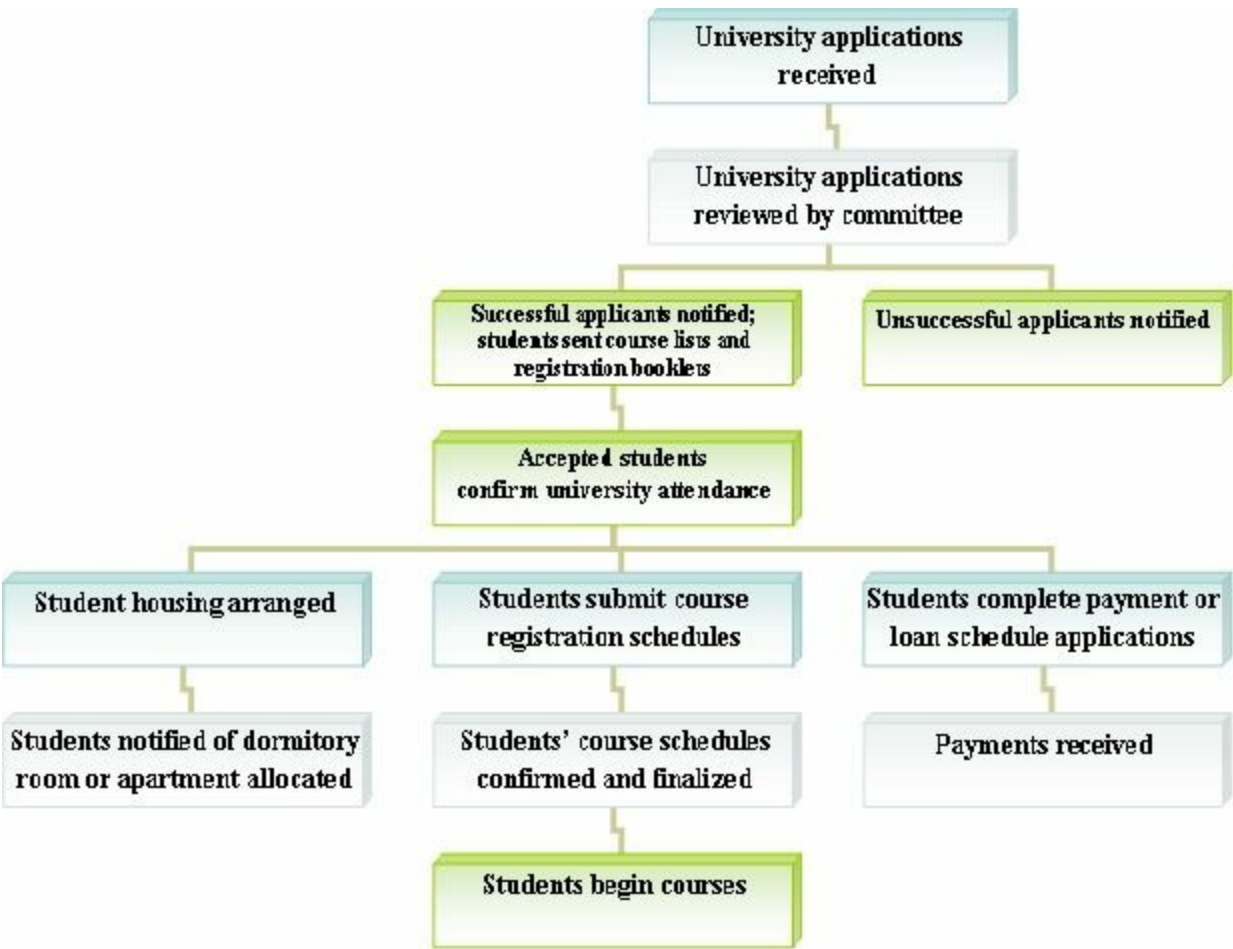 University applications
received
University applications
reviewed by committee
Successful applicants notified;
students sent course lists and
registration booklets
Unsuccessful applicants notified
Accepted students
confirm university attendance
Student housing arranged
Students submit course
registration schedules
Students complete payment or
loan schedule applications
Students notified of dormitory
room or apartment allocated
Students’ course schedules
confirmed and finalized
Payments received
Students begin courses